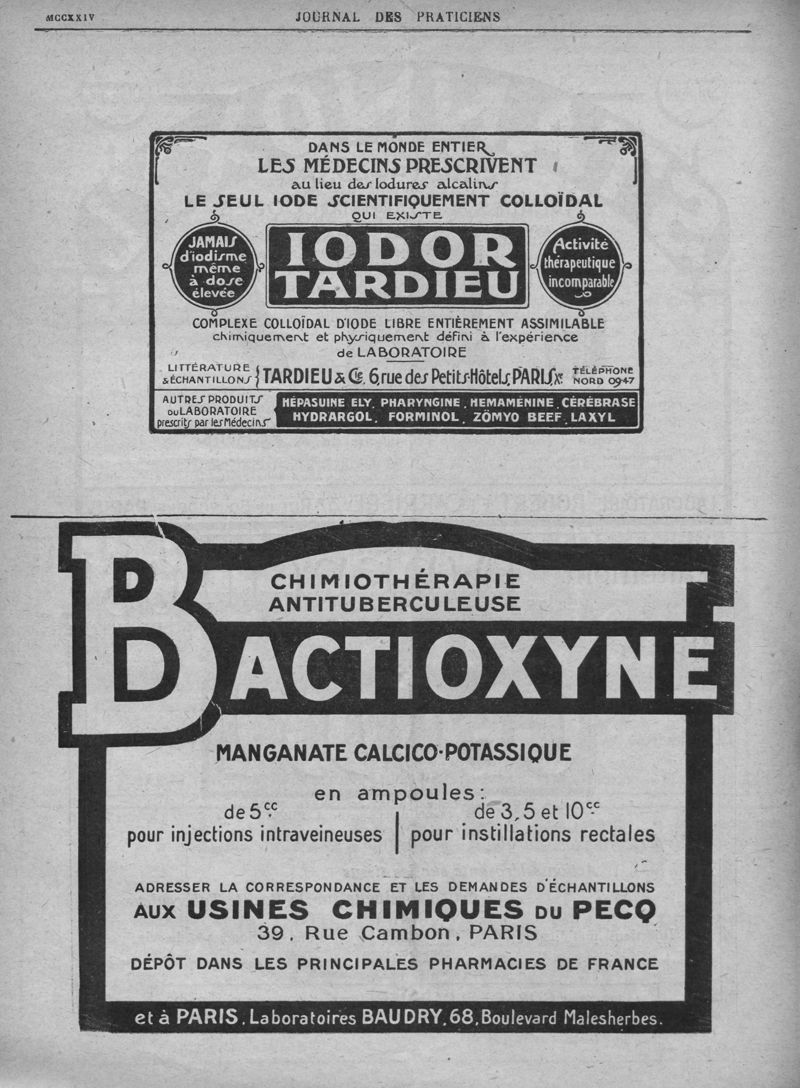 MCCXXIV
JOURNAL DES PRATICIENS
DANS LE MONDE ENTIER
LES MÉDECINS PRESCRIVENT
au lieu des Iodures alcalins
LE SEUL IODE SCIENTIFIQUEMENT COLLOÏDAL
QUI EXISTE
JAMAIS
d'iodisme
même
à dose
élevée
IODOR
TARDIEU
Activité
thérapeutique
incomparable
COMPLEXE COLLOÏDAL D'IODE LIBRE ENTIÈREMENT ASSIMILABLE
chimiquement et physiquement défini à l'expérience
de LABORATOIRE
LITTÉRATURE
& ÉCHANTILLONS
TARDIEU & Cie, 6, rue des Petits-Hôtels, PARIS, Xe
TÉLÉPHONE
NORD 09-47
AUTRES PRODUITS
DU LABORATOIRE
prescrits par les Médecins
HÉPASUINE ELY, PHARYNGINE, HEMAMÉNINE, CÉRÉBRASE
HYDRARGOL, FORMINOL, ZÔMYO BEEF, LAXYL
CHIMIOTHÉRAPIE
ANTITUBERCULEUSE
BACTIOXYNE
MANGANATE CALCICO-POTASSIQUE
en ampoules:
de 5cc
pour injections intraveineuses
de 3, 5 et 10cc
pour instillations rectales
ADRESSER LA CORRESPONDANCE ET LES DEMANDES D'ÉCHANTILLONS
AUX USINES CHIMIQUES DU PECQ
39, Rue Cambon, PARIS
DÉPÔT DANS LES PRINCIPALES PHARMACIES DE FRANCE
et à PARIS, Laboratoires BAUDRY, 68, Boulevard Malesherbes.